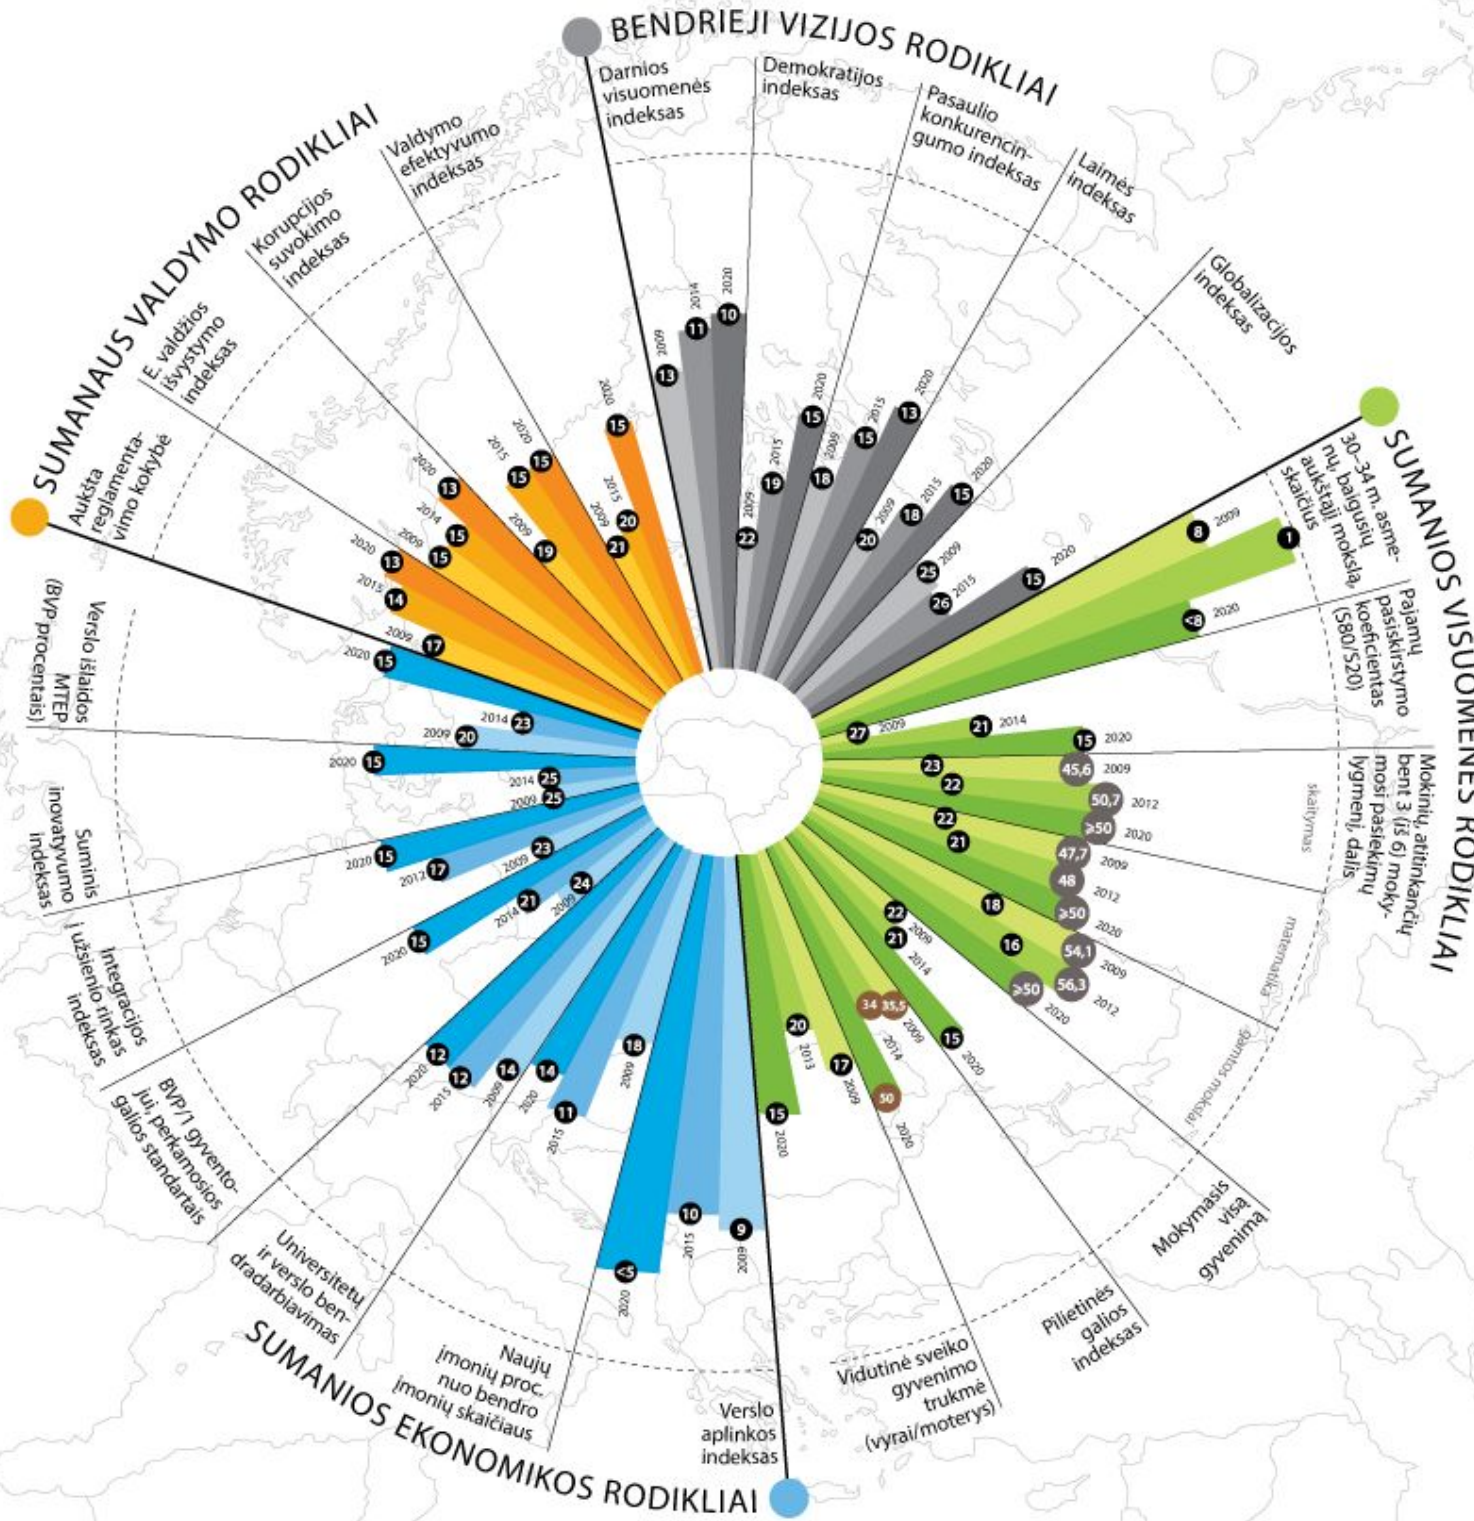 BENDRIEJI VIZIJOS RODIKLIAI
Darnios
visuomenės
indeksas
2009
13
2014
11
2020
10
Demokratijos
indeksas
2009
22
2015
19
2020
15
Pasaulio
konkurencin-
gumo indeksas
2009
18
2015
15
2020
13
Laimės
indeksas
2009
20
2015
18
2020
15
Globalizacijos
indeksas
2009
25
2015
26
2020
15
SUMANIOS VISUOMENĖS RODIKLIAI
30–34 m. asme-
nų, baigusių
aukštąjį mokslą,
skaičius
8
2009
1
<8
2020
Pajamų
pasiskirstymo
koeficientas
(S80/S20)
27
2009
21
2014
15
2020
Mokinių, atitinkančių
bent 3 (iš 6) moky-
mosi pasiekimų
lygmenį, dalis
skaitymas
23
45,6
2009
22
50,7
2012
≥50
2020
matematika
22
47,7
2009
21
48
2012
≥50
2020
gamtos mokslai
18
54,1
2009
16
56,3
2012
≥50
2020
Mokymasis
visą
gyvenimą
22
2009
21
2014
15
2020
Pilietinės
galios
indeksas
34
35,5
2009
2014
50
2020
Vidutinė sveiko
gyvenimo
trukmė
(vyrai/moterys)
17
2009
20
2013
15
2020
SUMANIOS EKONOMIKOS RODIKLIAI
Verslo
aplinkos
indeksas
9
2009
10
2015
<5
2020
Naujų
įmonių proc.
nuo bendro
įmonių skaičiaus
18
2009
11
2015
14
2020
Universitetų
ir verslo ben-
dradarbiavimas
14
2009
12
2015
12
2020
BVP/1 gyvento-
jui, perkamosios
galios standartais
24
2009
21
2014
15
2020
Integracijos
į užsienio rinkas
indeksas
23
2009
17
2012
15
2020
Suminis
inovatyvumo
indeksas
25
2009
25
2014
15
2020
Verslo išlaidos
MTEP
(BVP procentais)
20
2009
23
2014
15
2020
SUMANAUS VALDYMO RODIKLIAI
Aukšta
reglamenta-
vimo kokybė
17
2009
14
2015
13
2020
E. valdžios
išvystymo
indeksas
15
2009
15
2014
13
2020
Korupcijos
suvokimo
indeksas
19
2009
15
2015
15
2020
Valdymo
efektyvumo
indeksas
21
2009
20
2015
15
2020